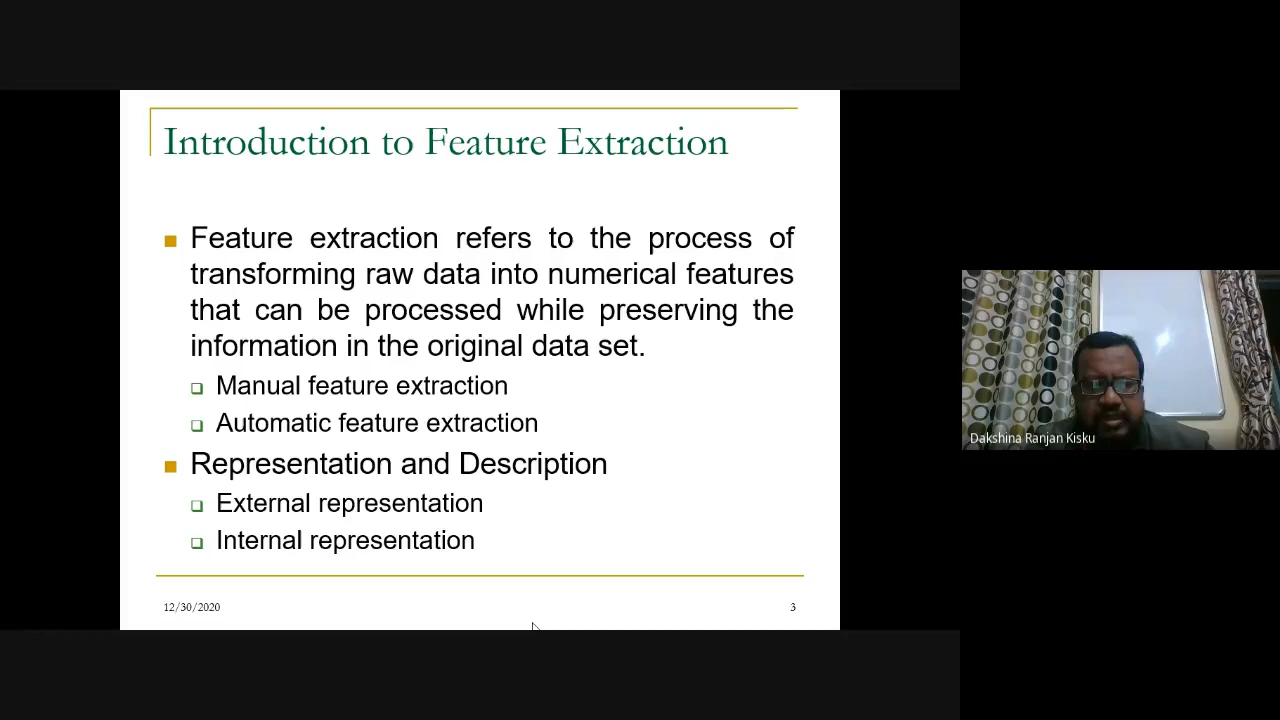 Introduction to Feature Extraction
Feature extraction refers to the process of
transforming raw data into numerical features
that can be processed while preserving the
information in the original data set.
Manual feature extraction
Automatic feature extraction
Representation and Description
External representation
Internal representation
12/30/2020
3
Dakshina Ranjan Kisku